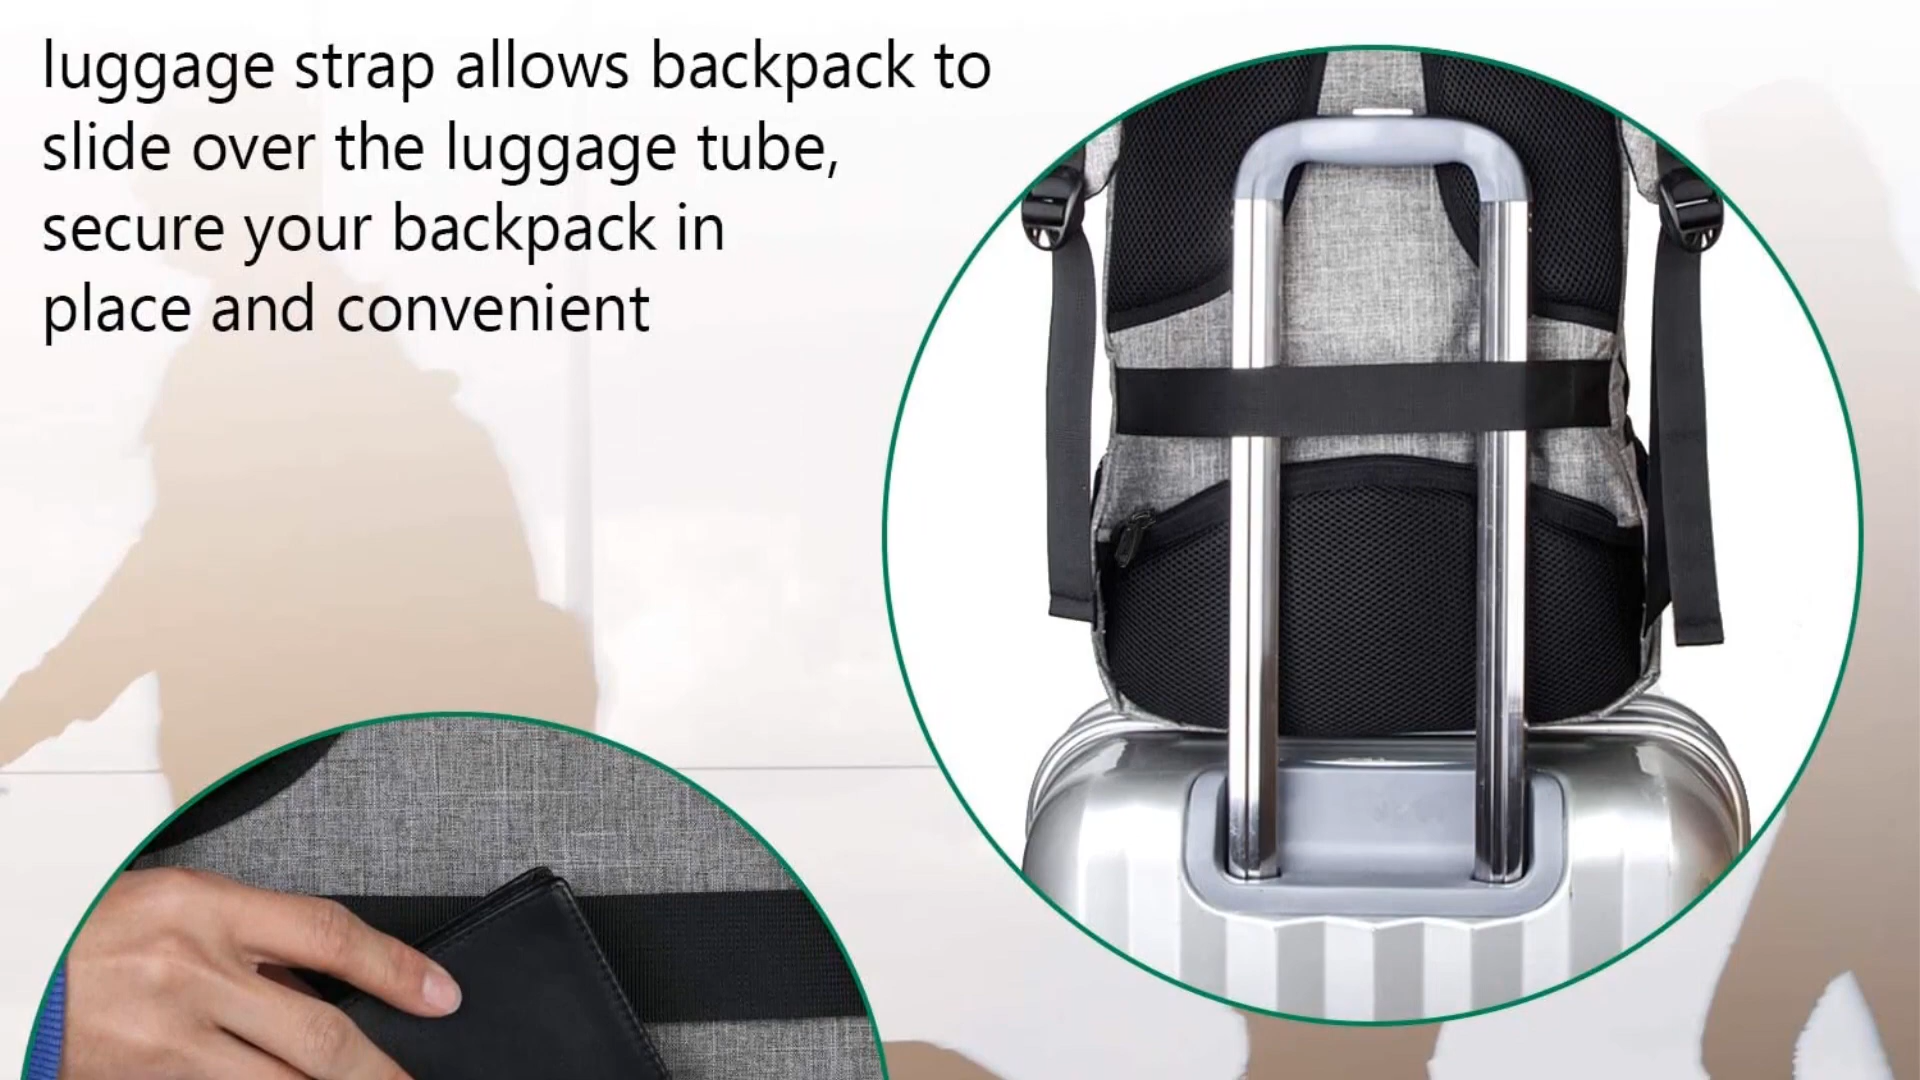 luggage strap allows backpack to
slide over the luggage tube,
secure your backpack in
place and convenient